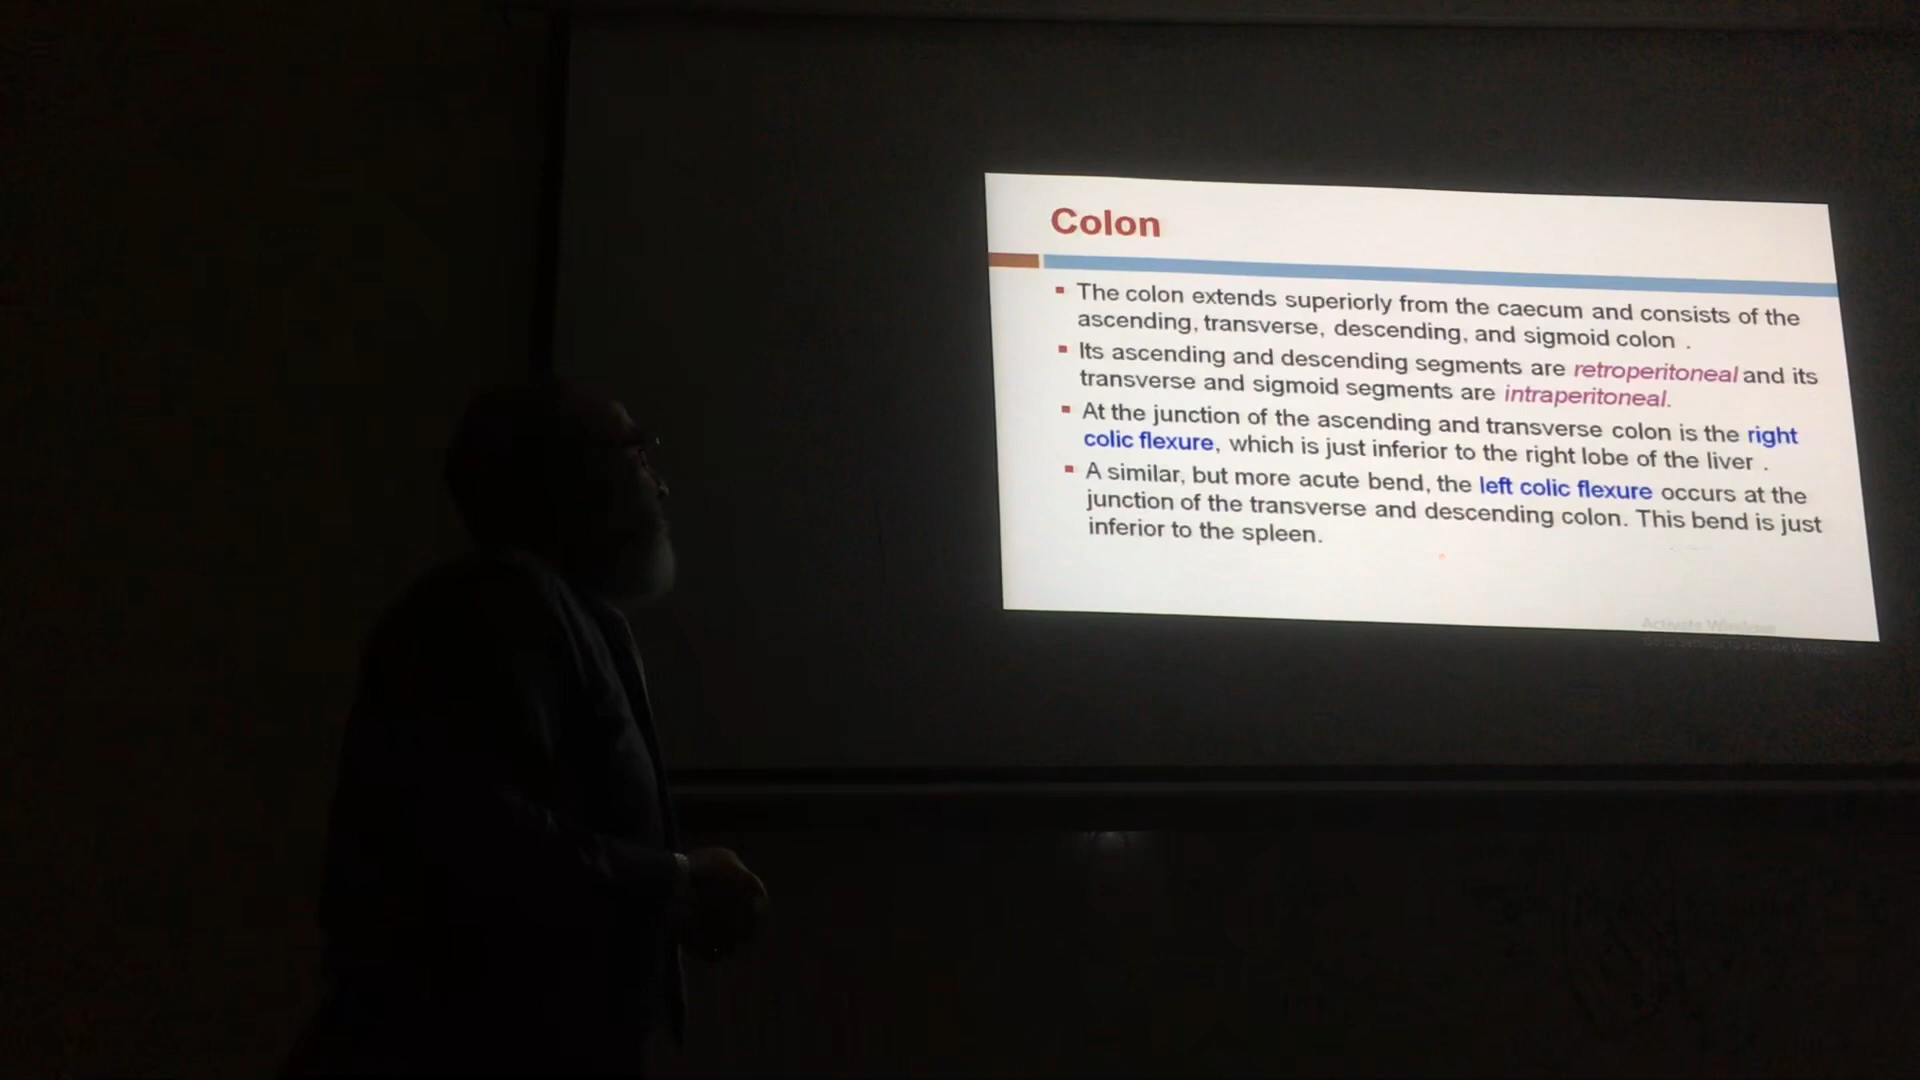 Colon
The colon extends superiorly from the caecum and consists of the
ascending, transverse, descending, and sigmoid colon .
Its ascending and descending segments are retroperitoneal and its
transverse and sigmoid segments are intraperitoneal.
At the junction of the ascending and transverse colon is the right
colic flexure, which is just inferior to the right lobe of the liver .
A similar, but more acute bend, the left colic flexure occurs at the
junction of the transverse and descending colon. This bend is just
inferior to the spleen.
Activate Windows